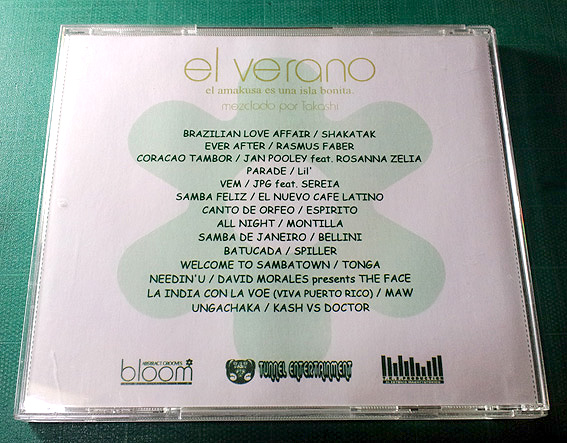 el verano
el amakusa es una isla bonita.
mezclado por Takashi
BRAZILIAN LOVE AFFAIR / SHAKATAK
EVER AFTER / RASMUS FABER
CORACAO TAMBOR / JAN POOLEY feat. ROSANNA ZELIA
PARADE / Lil'
VEM / JPG feat. SEREIA
SAMBA FELIZ / EL NUEVO CAFE LATINO
CANTO DE ORFEO / ESPIRITO
ALL NIGHT / MONTILLA
SAMBA DE JANEIRO / BELLINI
BATUCADA / SPILLER
WELCOME TO SAMBATOWN / TONGA
NEEDIN'U / DAVID MORALES presents THE FACE
LA INDIA CON LA VOE (VIVA PUERTO RICO) / MAW
UNGACHAKA / KASH VS DOCTOR
ABSTRACT GROOVES
bloom
TUNNEL ENTERTAINMENT